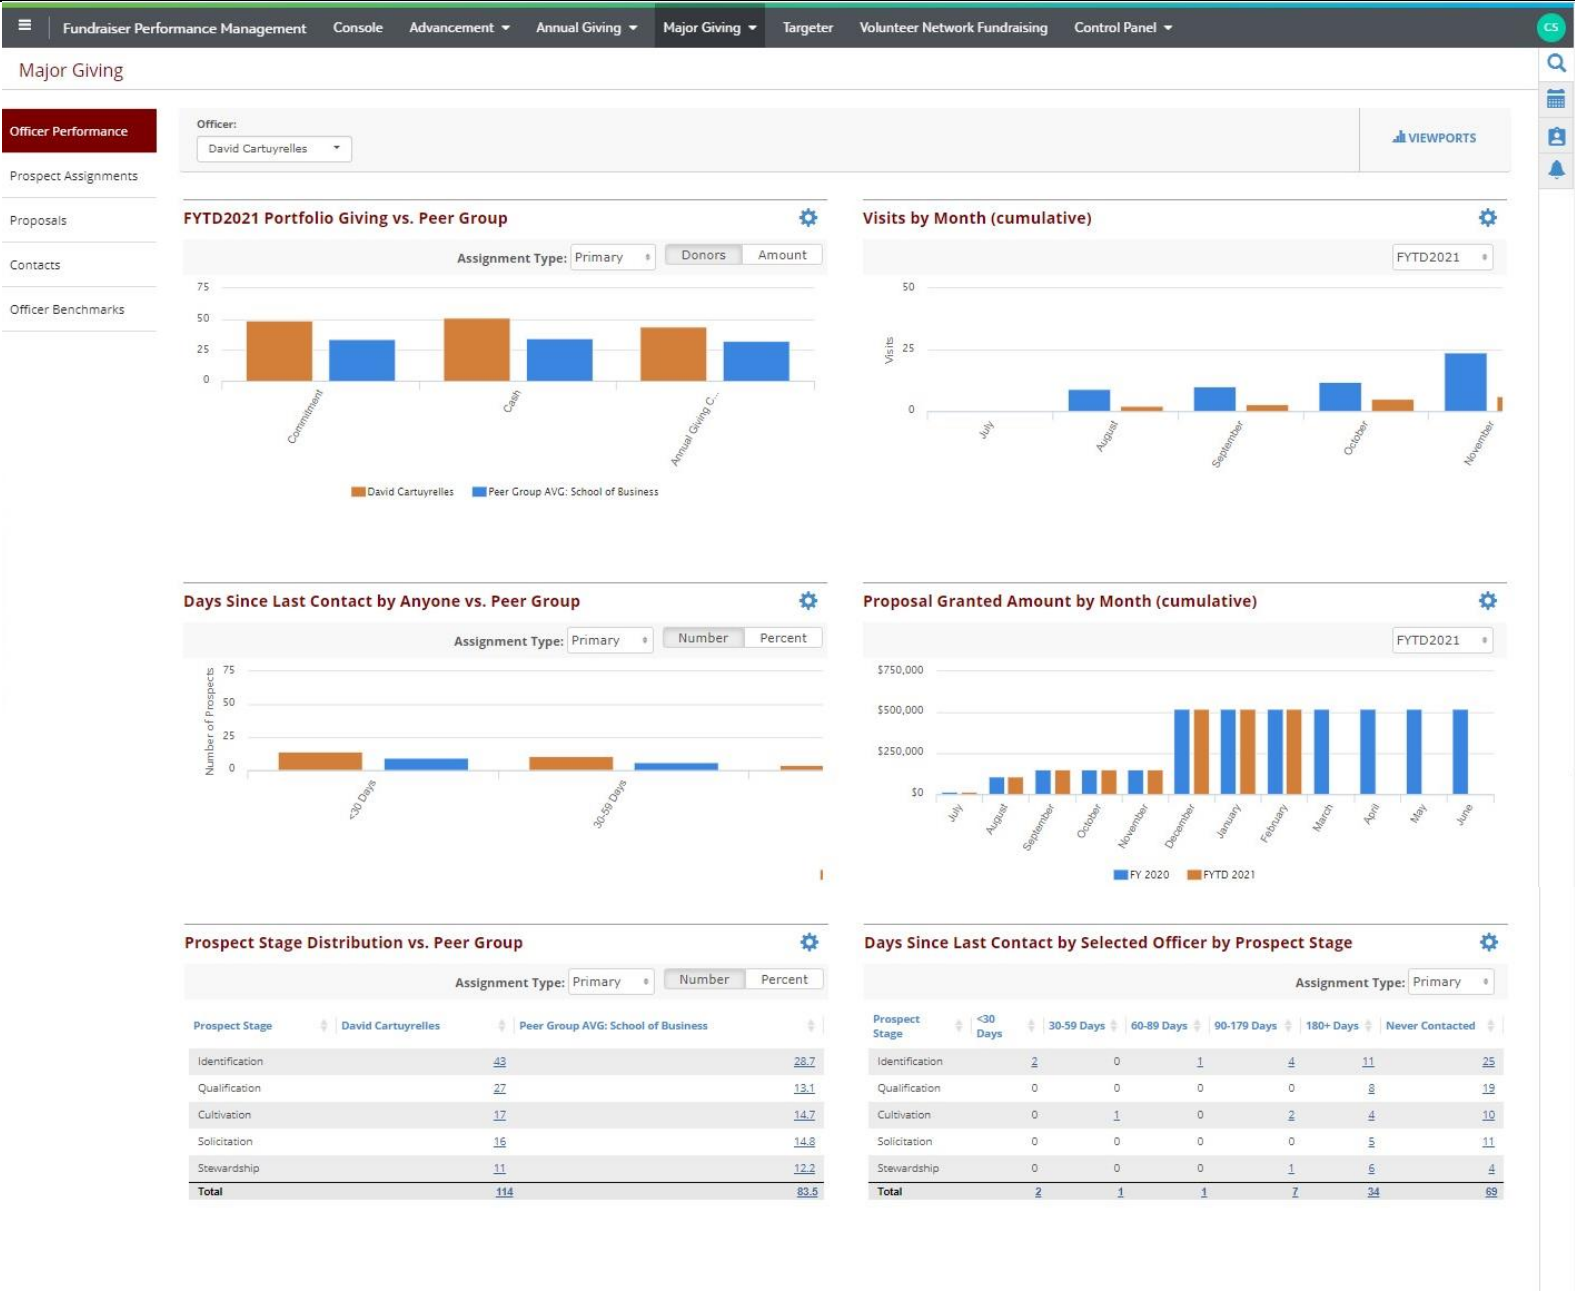 Fundraiser Performance Management Console Advancement Annual Giving Major Giving Targeter Volunteer Network Fundraising Control Panel CS
Major Giving
Officer Performance
Prospect Assignments
Proposals
Contacts
Officer Benchmarks
Officer:
David Cartuyrelles
VIEWPORTS
FYTD2021 Portfolio Giving vs. Peer Group
Assignment Type: Primary Donors Amount
75
50
25
0
Commitment
Cash
Annual Giving C...
David Cartuyrelles Peer Group AVG: School of Business
Visits by Month (cumulative)
FYTD2021
Visits
50
25
0
July
August
September
October
November
Days Since Last Contact by Anyone vs. Peer Group
Assignment Type: Primary Number Percent
Number of Prospects
75
50
25
0
<30 Days
30-59 Days
Proposal Granted Amount by Month (cumulative)
FYTD2021
$750,000
$500,000
$250,000
$0
July
August
September
October
November
December
January
February
March
April
May
June
FY 2020 FYTD 2021
Prospect Stage Distribution vs. Peer Group
Assignment Type: Primary Number Percent
Prospect Stage David Cartuyrelles Peer Group AVG: School of Business
Identification 43 28.7
Qualification 27 13.1
Cultivation 17 14.7
Solicitation 16 14.8
Stewardship 11 12.2
Total 114 83.5
Days Since Last Contact by Selected Officer by Prospect Stage
Assignment Type: Primary
Prospect Stage <30 Days 30-59 Days 60-89 Days 90-179 Days 180+ Days Never Contacted
Identification 2 0 1 4 11 25
Qualification 0 0 0 0 8 19
Cultivation 0 1 0 2 4 10
Solicitation 0 0 0 0 5 11
Stewardship 0 0 0 1 6 4
Total 2 1 1 7 34 69